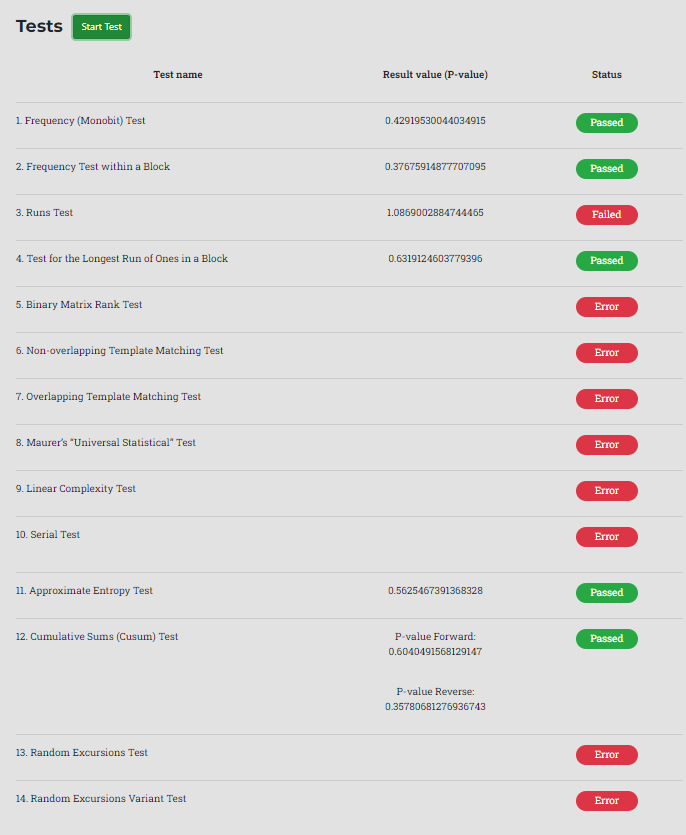 Tests Start Test
Test name Result value (P-value) Status
1. Frequency (Monobit) Test 0.42919530044034915 Passed
2. Frequency Test within a Block 0.37675914877707095 Passed
3. Runs Test 1.0869002884744465 Failed
4. Test for the Longest Run of Ones in a Block 0.6319124603779396 Passed
5. Binary Matrix Rank Test Error
6. Non-overlapping Template Matching Test Error
7. Overlapping Template Matching Test Error
8. Maurer's "Universal Statistical" Test Error
9. Linear Complexity Test Error
10. Serial Test Error
11. Approximate Entropy Test 0.5625467391368328 Passed
12. Cumulative Sums (Cusum) Test P-value Forward: Passed
0.6040491568129147
P-value Reverse:
0.35780681276936743
13. Random Excursions Test Error
14. Random Excursions Variant Test Error